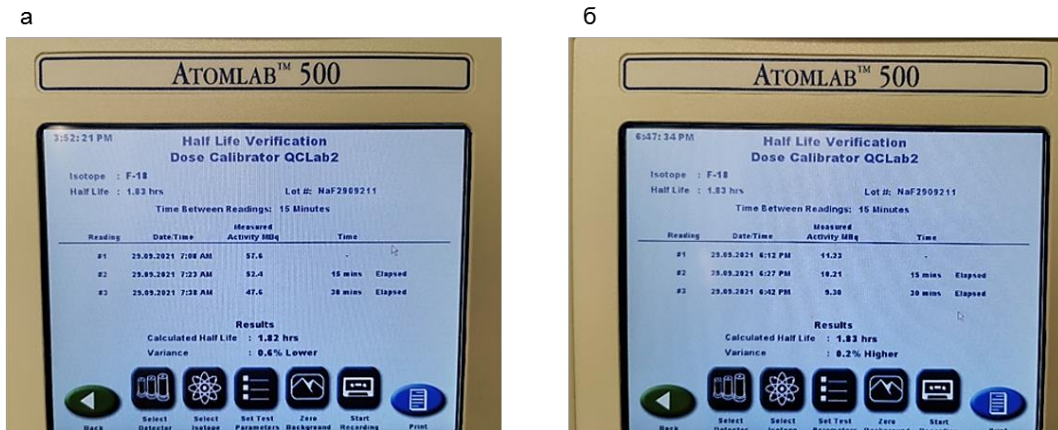 а
ATOMLAB™ 500
3:52:21 PM
Half Life Verification
Dose Calibrator QCLab2
Isotope : F-18
Half Life : 1.83 hrs
Lot #: NaF2909211
Time Between Readings: 15 Minutes
Reading Date/Time Measured Activity MBq Time
#1 29.09.2021 7:08 AM 57.6 -
#2 29.09.2021 7:23 AM 52.4 15 mins Elapsed
#3 29.09.2021 7:38 AM 47.6 30 mins Elapsed
Results
Calculated Half Life : 1.82 hrs
Variance : 0.6% Lower
Back
Select Detector
Select Isotope
Set Test Parameters
Zero Background
Start Recording
Print
б
ATOMLAB™ 500
6:47:34 PM
Half Life Verification
Dose Calibrator QCLab2
Isotope : F-18
Half Life : 1.83 hrs
Lot #: NaF2909211
Time Between Readings: 15 Minutes
Reading Date/Time Measured Activity MBq Time
#1 29.09.2021 6:12 PM 11.23 -
#2 29.09.2021 6:27 PM 10.21 15 mins Elapsed
#3 29.09.2021 6:42 PM 9.30 30 mins Elapsed
Results
Calculated Half Life : 1.83 hrs
Variance : 0.2% Higher
Back
Select Detector
Select Isotope
Set Test Parameters
Zero Background
Start Recording
Print